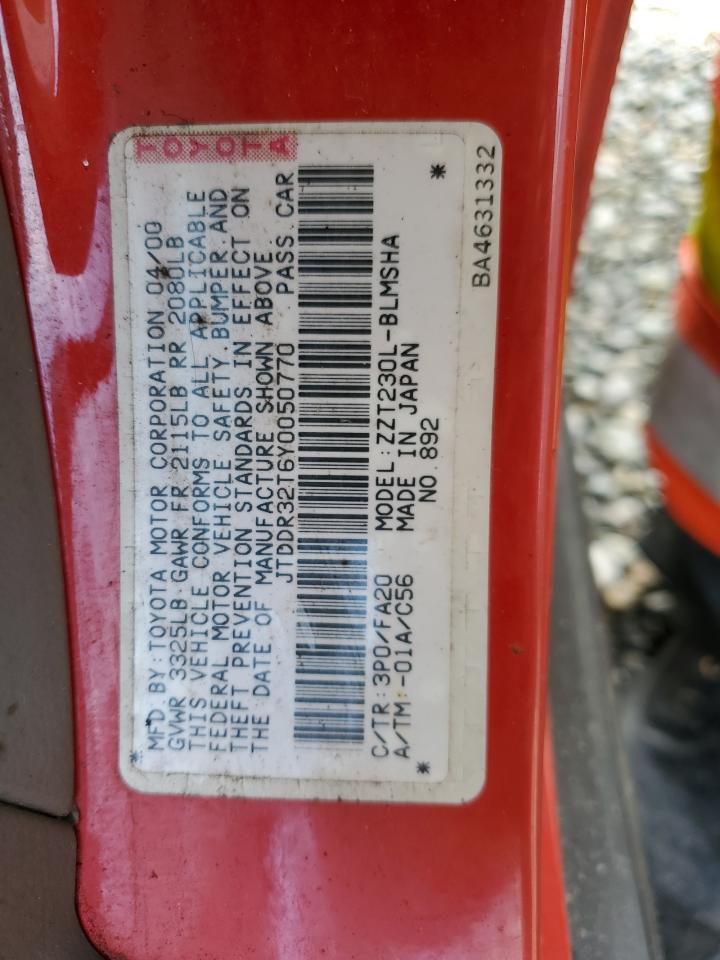 TOYOTA
MFD.BY:TOYOTA MOTOR CORPORATION 04/00
GVWR 3325LB GAWR FR 2115LB RR 2080LB
THIS VEHICLE CONFORMS TO ALL APPLICABLE
FEDERAL MOTOR VEHICLE SAFETY,BUMPER,AND
THEFT PREVENTION STANDARDS IN EFFECT ON
THE DATE OF MANUFACTURE SHOWN ABOVE
JTDDR32T6Y0050770 PASS.CAR
C/TR:3P0/FA20 MODEL:ZZT230L-BLMSHA
A/TM:-01A/C56 MADE IN JAPAN
NO.892
BA4631332